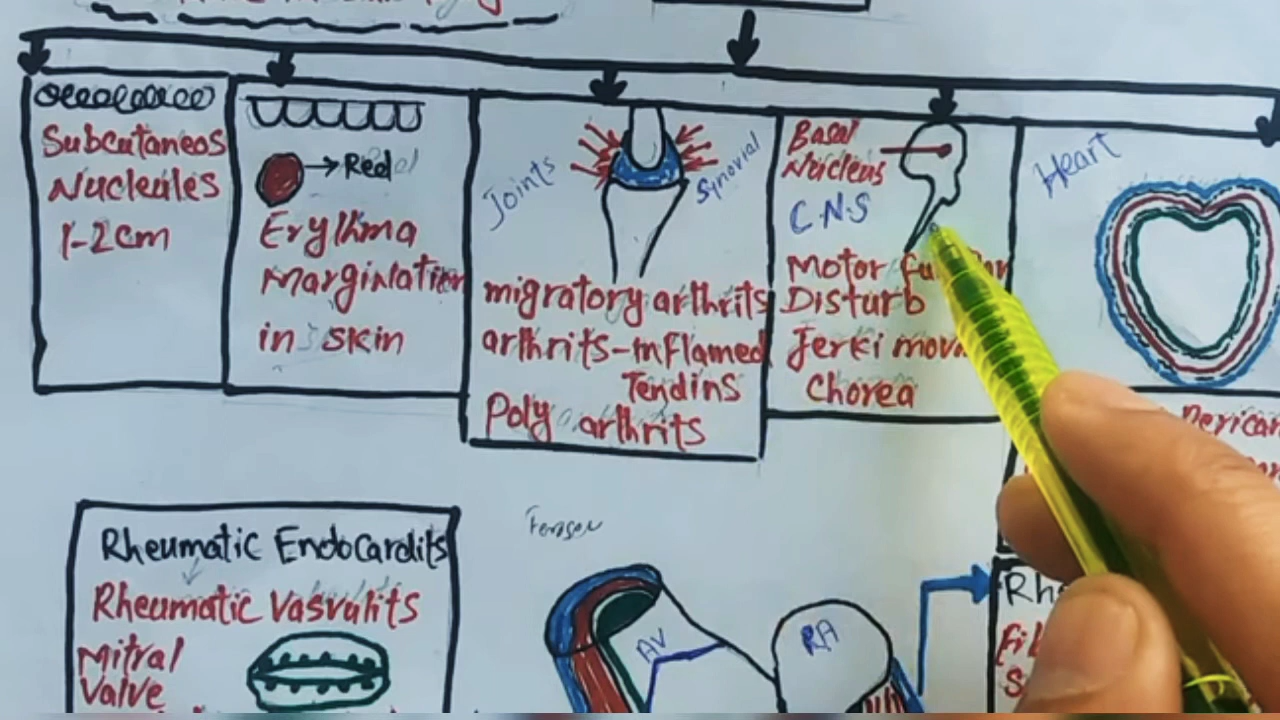 Subcutaneos
Nucleules
1-2cm
Red
Erythma
Marginlation
in skin
Joints
Synovial
migratory arthrits
arthrits-inflamed
Tendins
Poly arthrits
Basal
Nucleus
C.N.S
Motor
Disturb
Jerki
Chorea
Heart
Rheumatic Endocardits
Rheumatic Vasvulits
Mitral
Valve
AV
RA